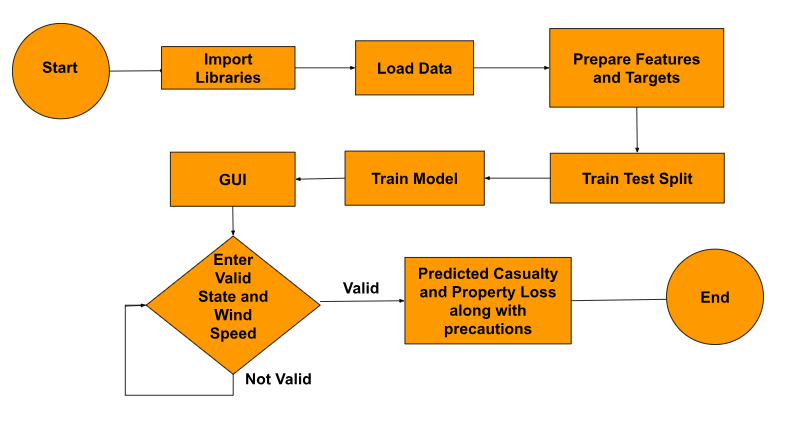 Start
Import
Libraries
Load Data
Prepare Features
and Targets
GUI
Train Model
Train Test Split
Enter
Valid
State and
Wind
Speed
Valid
Predicted Casualty
and Property Loss
along with
precautions
End
Not Valid